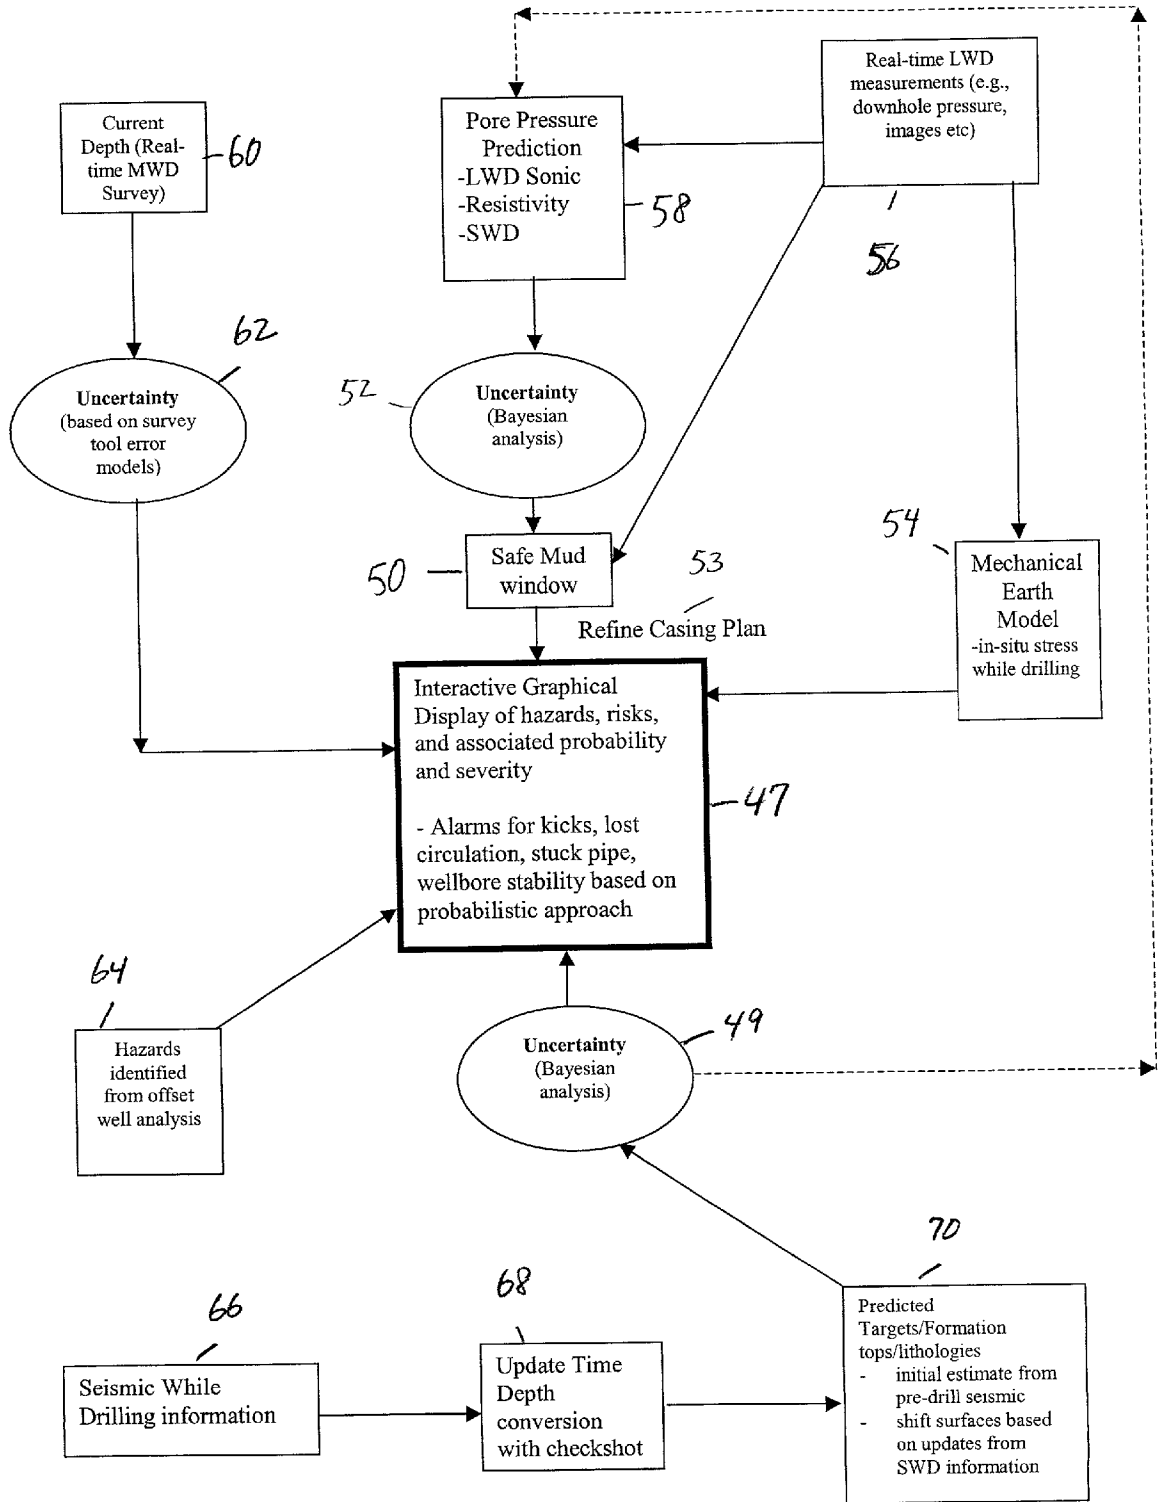 Real-time LWD
measurements (e.g.,
downhole pressure,
images etc)
56
Current
Depth (Real-
time MWD
Survey)
60
Pore Pressure
Prediction
-LWD Sonic
-Resistivity
-SWD
58
62
Uncertainty
(based on survey
tool error
models)
52
Uncertainty
(Bayesian
analysis)
50
Safe Mud
window
53
Refine Casing Plan
54
Mechanical
Earth
Model
-in-situ stress
while drilling
Interactive Graphical
Display of hazards, risks,
and associated probability
and severity
- Alarms for kicks, lost
circulation, stuck pipe,
wellbore stability based on
probabilistic approach
47
64
Hazards
identified
from offset
well analysis
49
Uncertainty
(Bayesian
analysis)
66
Seismic While
Drilling information
68
Update Time
Depth
conversion
with checkshot
70
Predicted
Targets/Formation
tops/lithologies
- initial estimate from
pre-drill seismic
- shift surfaces based
on updates from
SWD information